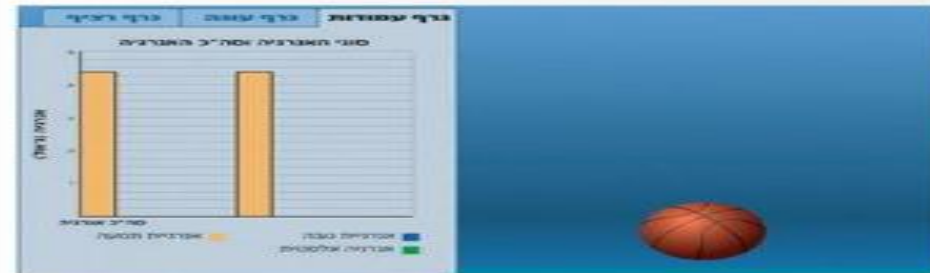 גרף עמודות גרף עוגה גרף רציף
סוגי האנרגיה וסה"כ האנרגיה
סה"כ אנרגיה
אנרגיית גובה אנרגיית תנועה
אנרגיה אלסטית